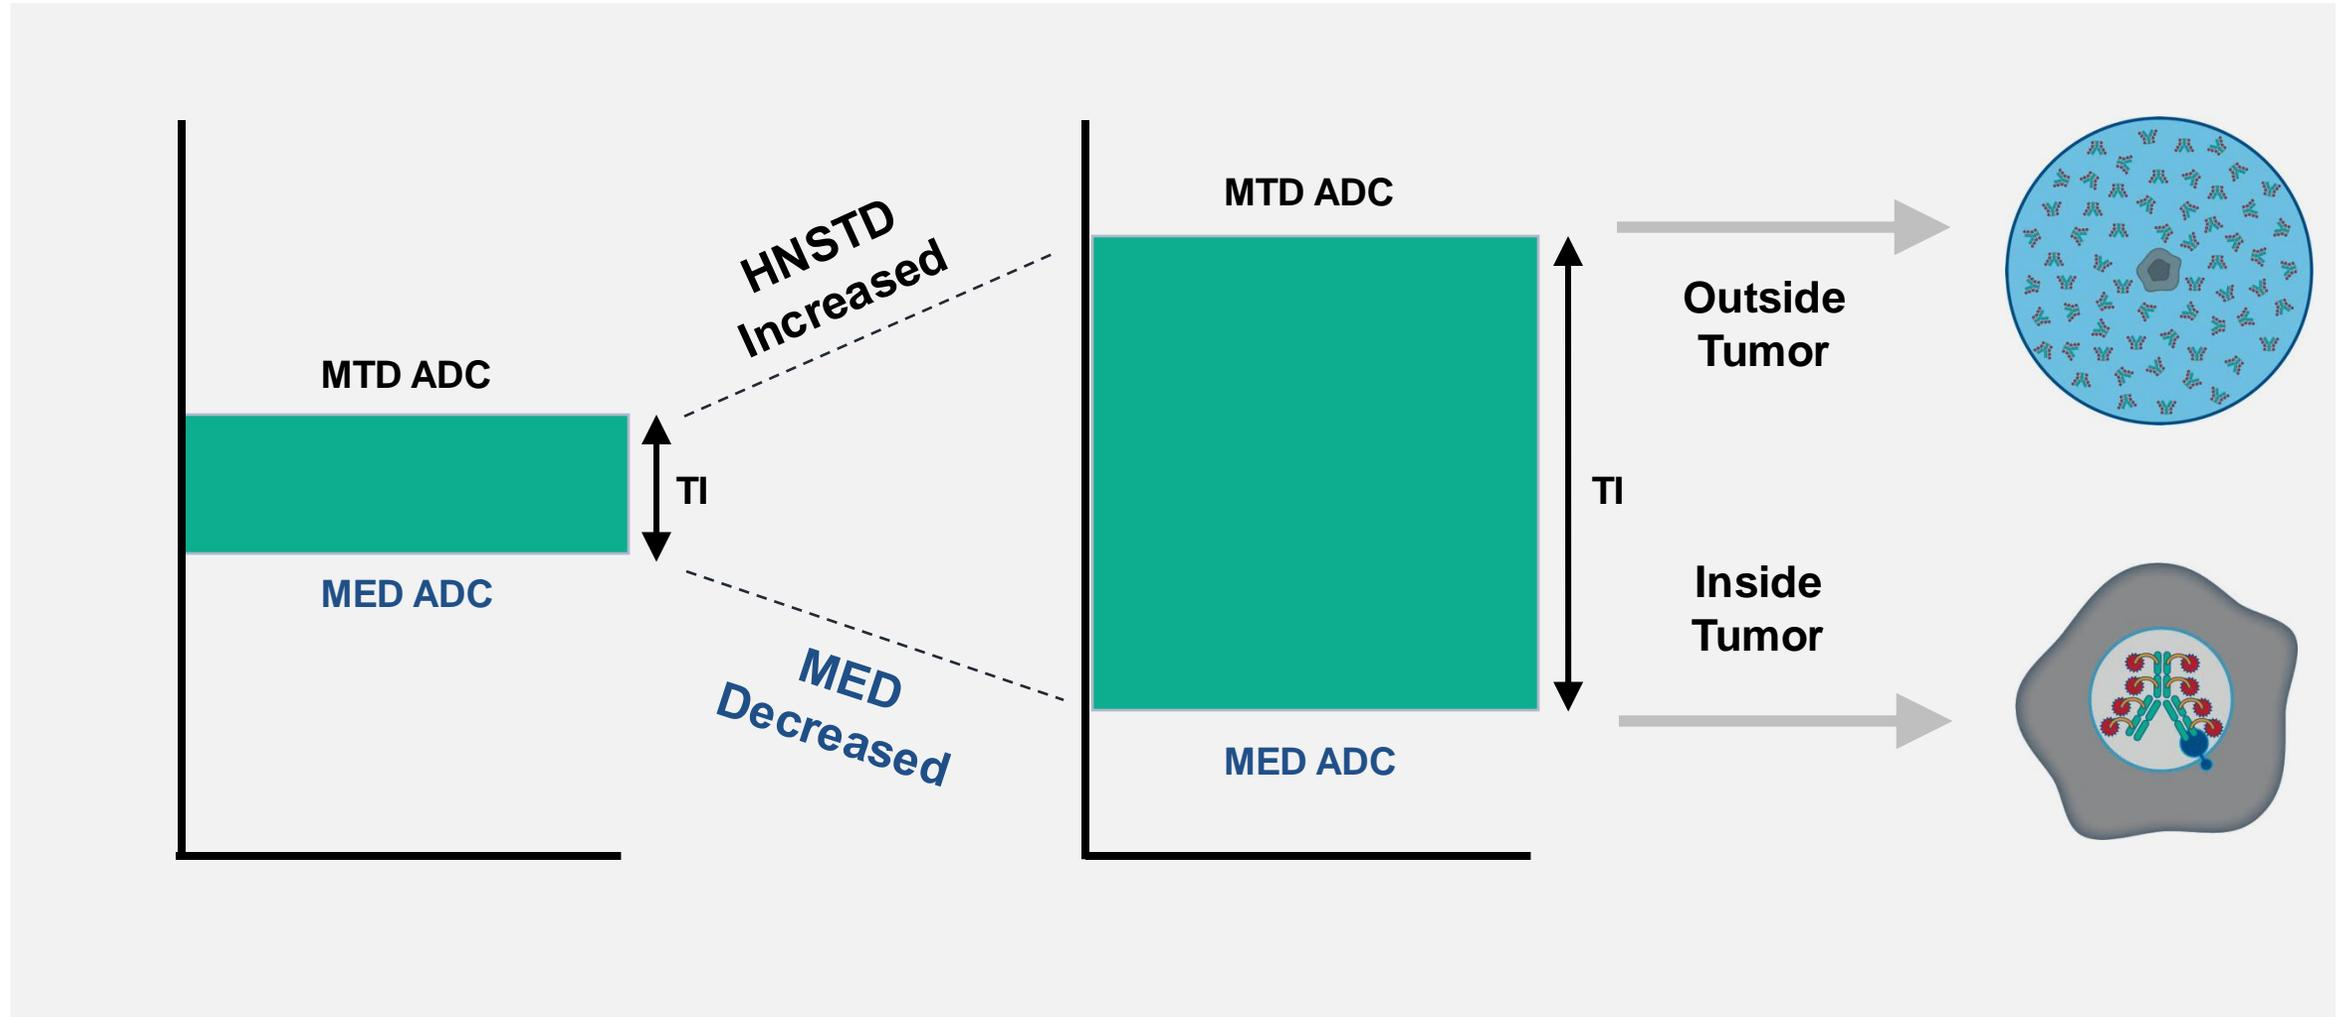 MTD ADC
TI
MED ADC
HNSTD
Increased
MED
Decreased
MTD ADC
TI
MED ADC
Outside
Tumor
Inside
Tumor